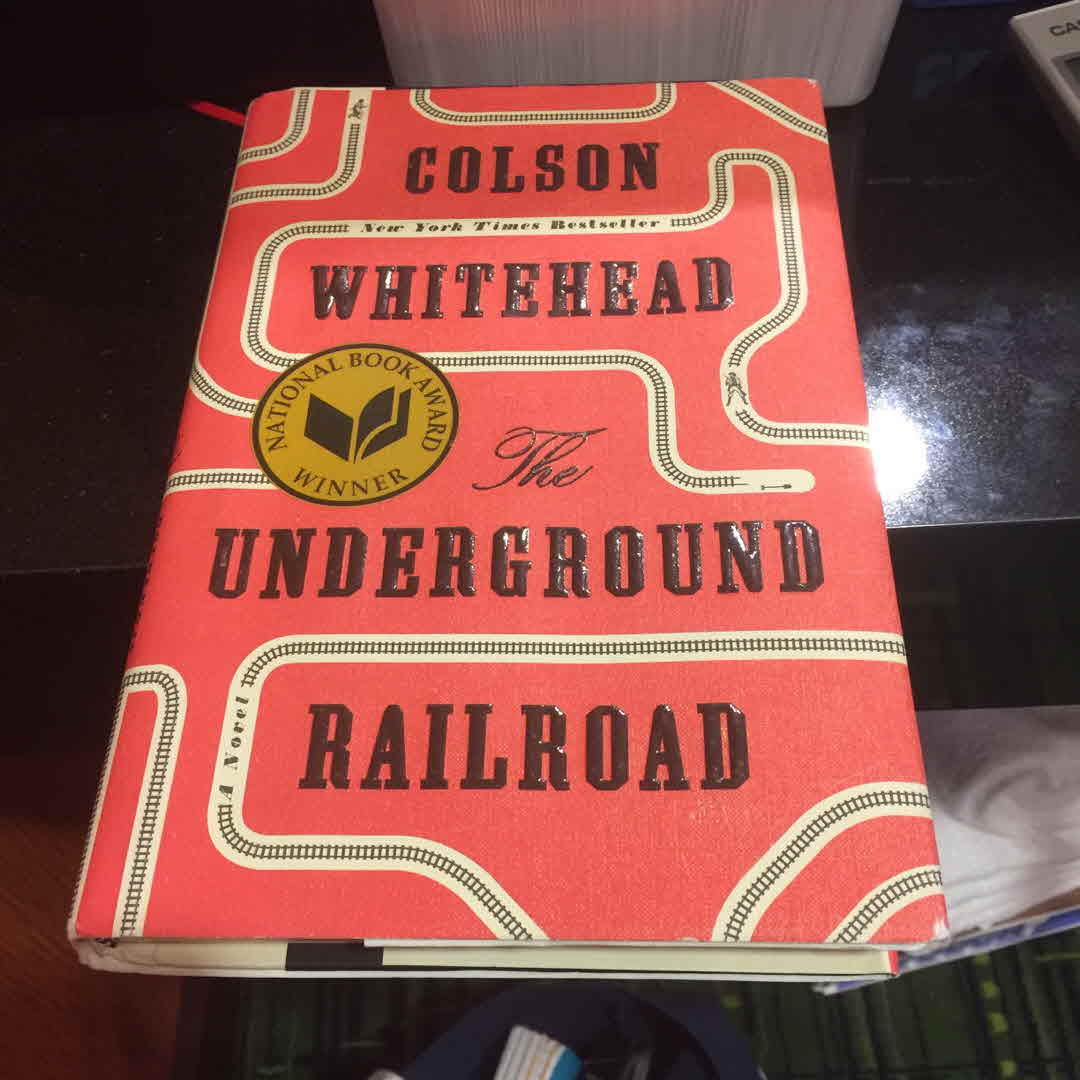 COLSON
New York Times Bestseller
WHITEHEAD
NATIONAL BOOK AWARD
WINNER
The
UNDERGROUND
RAILROAD
A Novel